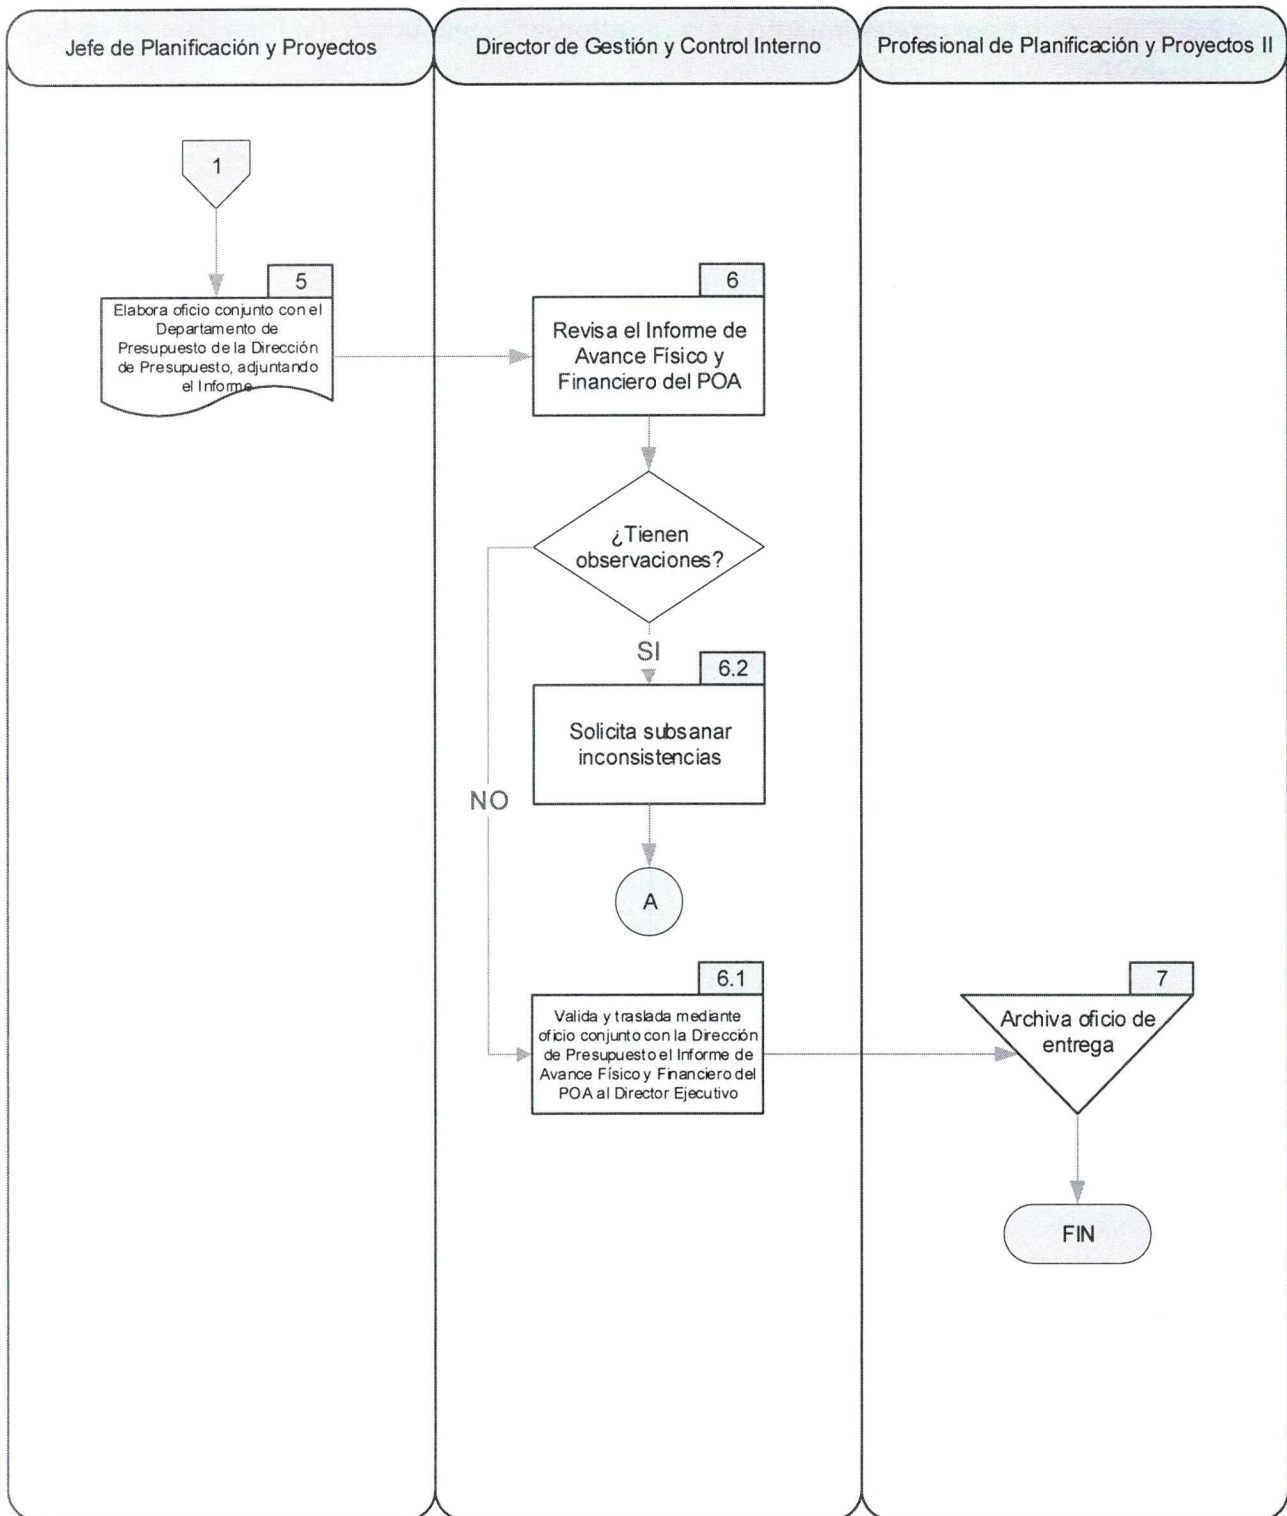 Jefe de Planificación y Proyectos
Director de Gestión y Control Interno
Profesional de Planificación y Proyectos II
1
5
Elabora oficio conjunto con el
Departamento de
Presupuesto de la Dirección
de Presupuesto, adjuntando
el Informe
6
Revisa el Informe de
Avance Físico y
Financiero del POA
¿Tienen
observaciones?
SI
6.2
Solicita subsanar
inconsistencias
NO
A
6.1
Valida y traslada mediante
oficio conjunto con la Dirección
de Presupuesto el Informe de
Avance Físico y Financiero del
POA al Director Ejecutivo
7
Archiva oficio de
entrega
FIN